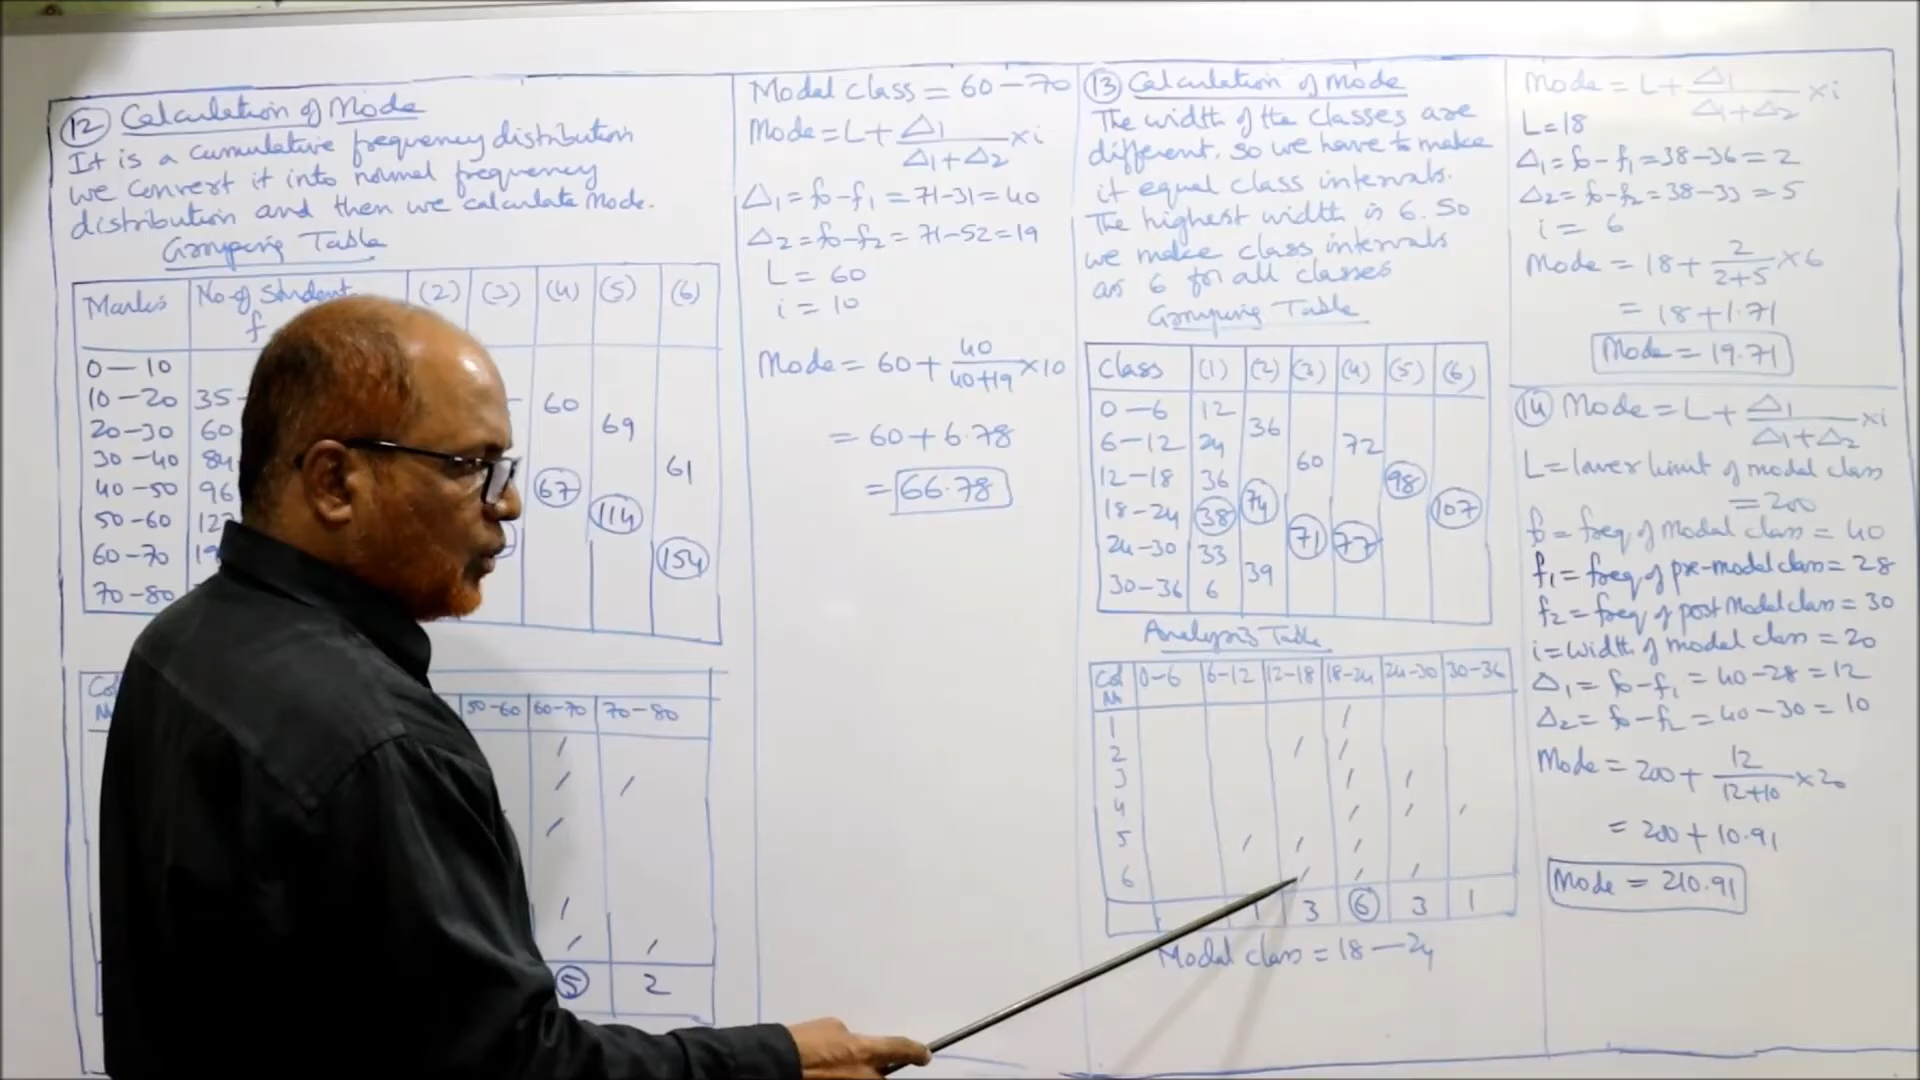 (12) Calculation of Mode
It is a cumulative frequency distribution
we convert it into normal frequency
distribution and then we calculate Mode.
Grouping Table
Marks No of Student (2) (3) (4) (5) (6)
f
0—10
10—20 35 60
20—30 60 69
30—40 84 61
40—50 96 67
50—60 114
60—70 154
70—80
50—60 60—70 70—80
/
/ /
/
/
/ /
5 2
Modal class = 60—70
Mode = L + Δ1 / Δ1+Δ2 × i
Δ1 = f0 – f1 = 71–31 = 40
Δ2 = f0 – f2 = 71–52 = 19
L = 60
i = 10
Mode = 60 + 40 / 40+19 × 10
= 60 + 6.78
= 66.78
(13) Calculation of Mode
The width of the classes are
different. So we have to make
it equal class intervals.
The highest width is 6. So
we make class intervals
as 6 for all classes
Grouping Table
Class (1) (2) (3) (4) (5) (6)
0—6 12 36
6—12 24 60 72
12—18 36 98
18—24 38 74 107
24—30 33 71 77
30—36 6 39
Analysis Table
Col 0—6 6—12 12—18 18—24 24—30 30—36
1 /
2 / /
3 / /
4 / / /
5 / / /
6 / / /
1 3 6 3 1
Modal class = 18—24
Mode = L + Δ1 / Δ1+Δ2 × i
L = 18
Δ1 = f0 – f1 = 38–36 = 2
Δ2 = f0 – f2 = 38–33 = 5
i = 6
Mode = 18 + 2 / 2+5 × 6
= 18 + 1.71
Mode = 19.71
(14) Mode = L + Δ1 / Δ1+Δ2 × i
L = lower limit of modal class
= 200
f0 = freq of modal class = 40
f1 = freq of pre-modal class = 28
f2 = freq of post Modal class = 30
i = width of modal class = 20
Δ1 = f0 – f1 = 40–28 = 12
Δ2 = f0 – f2 = 40–30 = 10
Mode = 200 + 12 / 12+10 × 20
= 200 + 10.91
Mode = 210.91